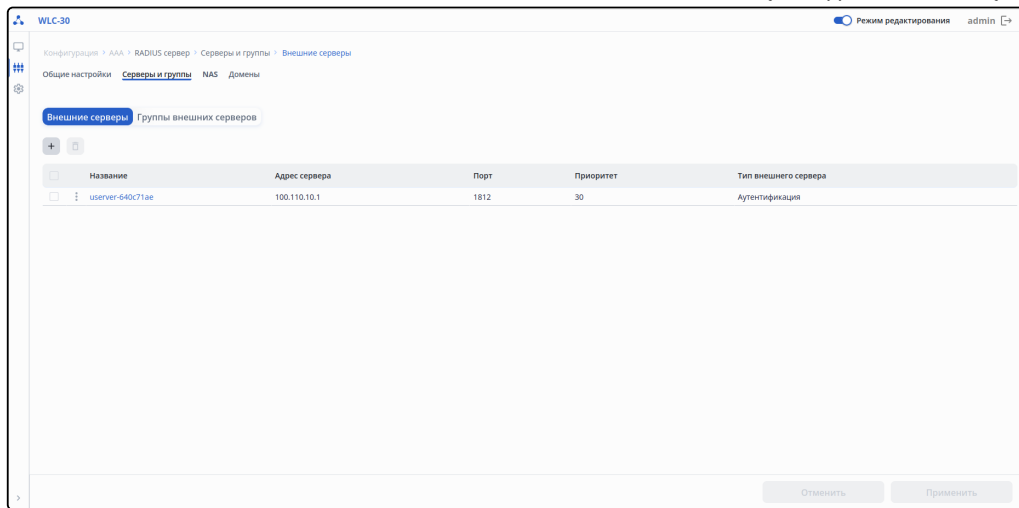 WLC-30
Режим редактирования admin
Конфигурация > AAA > RADIUS сервер > Серверы и группы > Внешние серверы
Общие настройки Серверы и группы NAS Домены
Внешние серверы Группы внешних серверов
+
Название Адрес сервера Порт Приоритет Тип внешнего сервера
userver-640c71ae 100.110.10.1 1812 30 Аутентификация
Отменить Применить